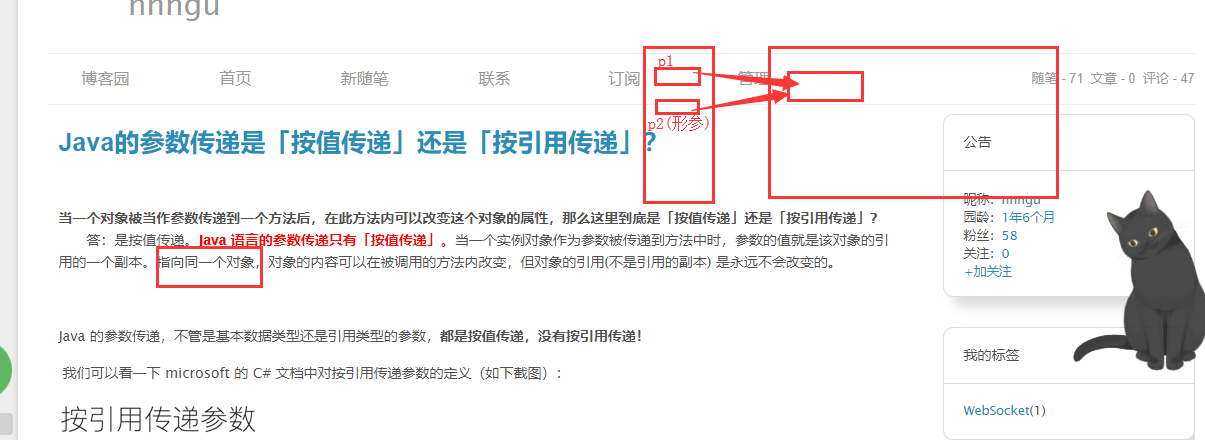 nnngu
博客园 首页 新随笔 联系 订阅 管理 随笔 - 71 文章 - 0 评论 - 47
p1
p2(形参)
Java的参数传递是「按值传递」还是「按引用传递」？
当一个对象被当作参数传递到一个方法后，在此方法内可以改变这个对象的属性，那么这里到底是「按值传递」还是「按引用传递」？
答：是按值传递。Java 语言的参数传递只有「按值传递」。当一个实例对象作为参数被传递到方法中时，参数的值就是该对象的引
用的一个副本。指向同一个对象，对象的内容可以在被调用的方法内改变，但对象的引用(不是引用的副本) 是永远不会改变的。
Java 的参数传递，不管是基本数据类型还是引用类型的参数，都是按值传递，没有按引用传递！
我们可以看一下 microsoft 的 C# 文档中对按引用传递参数的定义（如下截图）：
按引用传递参数
公告
昵称：nnngu
园龄：1年6个月
粉丝：58
关注：0
+加关注
我的标签
WebSocket(1)